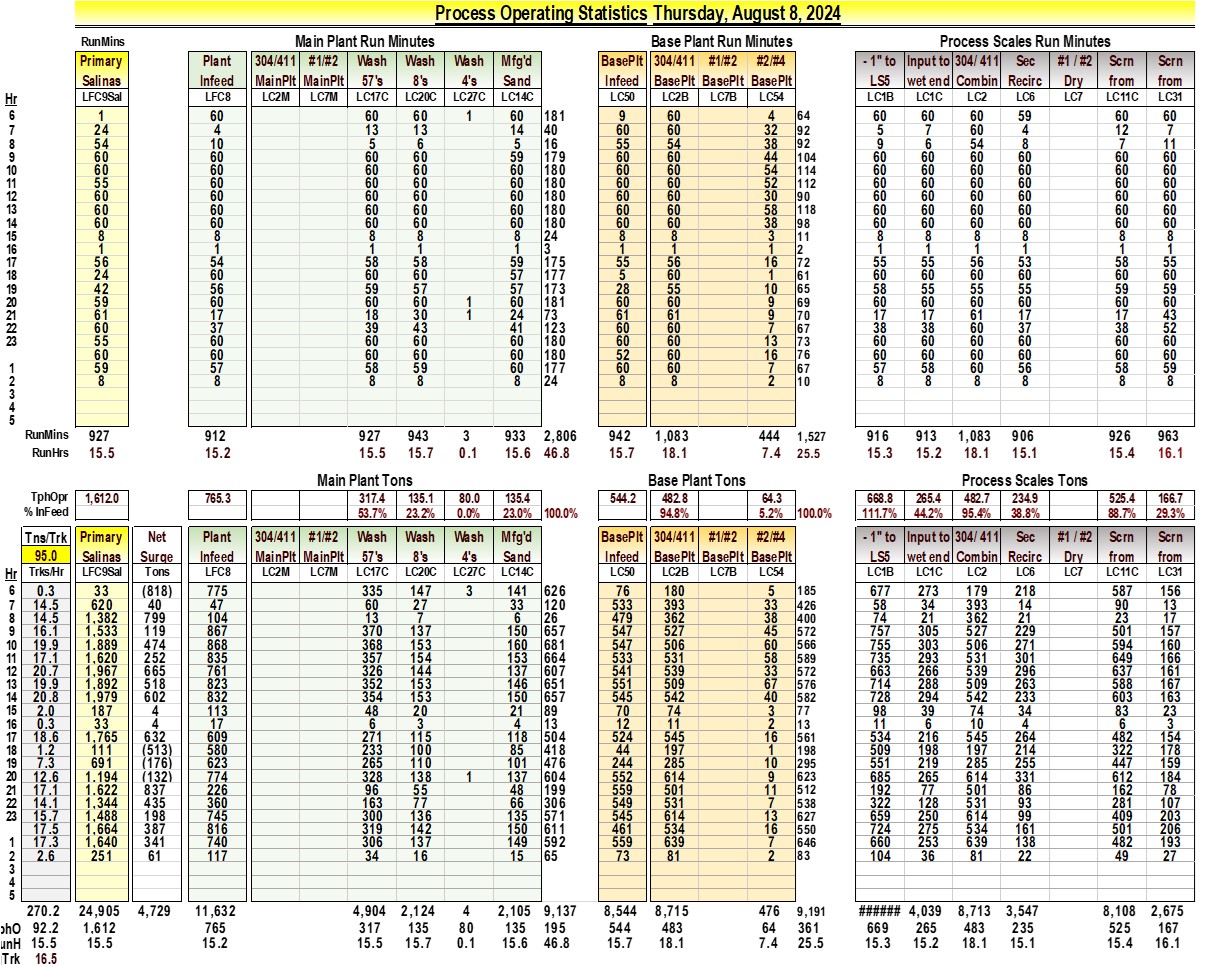 Process Operating Statistics Thursday, August 8, 2024
RunMins Main Plant Run Minutes Base Plant Run Minutes Process Scales Run Minutes
Primary Plant 304/411 #1/#2 Wash Wash Wash Mfg'd BasePlt 304/411 #1/#2 #2/#4 - 1" to Input to 304/ 411 Sec #1 / #2 Scrn Scrn
Salinas Infeed MainPlt MainPlt 57's 8's 4's Sand Infeed BasePlt BasePlt BasePlt LS5 wet end Combin Recirc Dry from from
Hr LFC9Sal LFC8 LC2M LC7M LC17C LC20C LC27C LC14C LC50 LC2B LC7B LC54 LC1B LC1C LC2 LC6 LC7 LC11C LC31
6 1 60 60 60 1 60 181 9 60 4 64 60 60 60 59 60 60
7 24 4 13 13 14 40 60 60 32 92 5 7 60 4 12 7
8 54 10 5 6 5 16 55 54 38 92 9 6 54 8 7 11
9 60 60 60 60 59 179 60 60 44 104 60 60 60 60 60 60
10 60 60 60 60 60 180 60 60 54 114 60 60 60 60 60 60
11 55 60 60 60 60 180 60 60 52 112 60 60 60 60 60 60
12 60 60 60 60 60 180 60 60 30 90 60 60 60 60 60 60
13 60 60 60 60 60 180 60 60 58 118 60 60 60 60 60 60
14 60 60 60 60 60 180 60 60 38 98 60 60 60 60 60 60
15 8 8 8 8 8 24 8 8 3 11 8 8 8 8 8 8
16 1 1 1 1 1 3 1 1 1 2 1 1 1 1 1 1
17 56 54 58 58 59 175 55 56 16 72 55 55 56 53 58 55
18 24 60 60 60 57 177 5 60 1 61 60 60 60 60 60 60
19 42 56 59 57 57 173 28 55 10 65 58 55 55 55 59 59
20 59 60 60 60 1 60 181 60 60 9 69 60 60 60 60 60 60
21 61 17 18 30 1 24 73 61 61 9 70 17 17 61 17 17 43
22 60 37 39 43 41 123 60 60 7 67 38 38 60 37 38 52
23 55 60 60 60 60 180 60 60 13 73 60 60 60 60 60 60
60 60 60 60 60 180 52 60 16 76 60 60 60 60 60 60
1 59 57 58 59 60 177 60 60 7 67 57 58 60 56 58 59
2 8 8 8 8 8 24 8 8 2 10 8 8 8 8 8 8
3
4
5
RunMins 927 912 927 943 3 933 2,806 942 1,083 444 1,527 916 913 1,083 906 926 963
RunHrs 15.5 15.2 15.5 15.7 0.1 15.6 46.8 15.7 18.1 7.4 25.5 15.3 15.2 18.1 15.1 15.4 16.1
Main Plant Tons Base Plant Tons Process Scales Tons
TphOpr 1,612.0 765.3 317.4 135.1 80.0 135.4 544.2 482.8 64.3 668.8 265.4 482.7 234.9 525.4 166.7
% InFeed 53.7% 23.2% 0.0% 23.0% 100.0% 94.8% 5.2% 100.0% 111.7% 44.2% 95.4% 38.8% 88.7% 29.3%
Tns/Trk Primary Net Plant 304/411 #1/#2 Wash Wash Wash Mfg'd BasePlt 304/411 #1/#2 #2/#4 - 1" to Input to 304/ 411 Sec #1 / #2 Scrn Scrn
95.0 Salinas Surge Infeed MainPlt MainPlt 57's 8's 4's Sand Infeed BasePlt BasePlt BasePlt LS5 wet end Combin Recirc Dry from from
Hr Trks/Hr LFC9Sal Tons LFC8 LC2M LC7M LC17C LC20C LC27C LC14C LC50 LC2B LC7B LC54 LC1B LC1C LC2 LC6 LC7 LC11C LC31
6 0.3 33 (818) 775 335 147 3 141 626 76 180 5 185 677 273 179 218 587 156
7 14.5 620 40 47 60 27 33 120 533 393 33 426 58 34 393 14 90 13
8 14.5 1,382 799 104 13 7 6 26 479 362 38 400 74 21 362 21 23 17
9 16.1 1,533 119 867 370 137 150 657 547 527 45 572 757 305 527 229 501 157
10 19.9 1,889 474 868 368 153 160 681 547 506 60 566 755 303 506 271 594 160
11 17.1 1,620 252 835 357 154 153 664 533 531 58 589 735 293 531 301 649 166
12 20.7 1,967 665 761 326 144 137 607 541 539 33 572 663 266 539 296 637 161
13 19.9 1,892 518 823 352 153 146 651 551 509 67 576 714 288 509 263 588 167
14 20.8 1,979 602 832 354 153 150 657 545 542 40 582 728 294 542 233 603 163
15 2.0 187 4 113 48 20 21 89 70 74 3 77 98 39 74 34 83 23
16 0.3 33 4 17 6 3 4 13 12 11 2 13 11 6 10 4 6 3
17 18.6 1,765 632 609 271 115 118 504 524 545 16 561 534 216 545 264 482 154
18 1.2 111 (513) 580 233 100 85 418 44 197 1 198 509 198 197 214 322 178
19 7.3 691 (176) 623 265 110 101 476 244 285 10 295 551 219 285 255 447 159
20 12.6 1,194 (132) 774 328 138 1 137 604 552 614 9 623 685 265 614 331 612 184
21 17.1 1,622 837 226 96 55 48 199 559 501 11 512 192 77 501 86 162 78
22 14.1 1,344 435 360 163 77 66 306 549 531 7 538 322 128 531 93 281 107
23 15.7 1,488 198 745 300 136 135 571 545 614 13 627 659 250 614 99 409 203
17.5 1,664 387 816 319 142 150 611 461 534 16 550 724 275 534 161 501 206
1 17.3 1,640 341 740 306 137 149 592 559 639 7 646 660 253 639 138 482 193
2 2.6 251 61 117 34 16 15 65 73 81 2 83 104 36 81 22 49 27
3
4
5
270.2 24,905 4,729 11,632 4,904 2,124 4 2,105 9,137 8,544 8,715 476 9,191 ###### 4,039 8,713 3,547 8,108 2,675
phO 92.2 1,612 765 317 135 80 135 195 544 483 64 361 669 265 483 235 525 167
unH 15.5 15.5 15.2 15.5 15.7 0.1 15.6 46.8 15.7 18.1 7.4 25.5 15.3 15.2 18.1 15.1 15.4 16.1
Trk 16.5